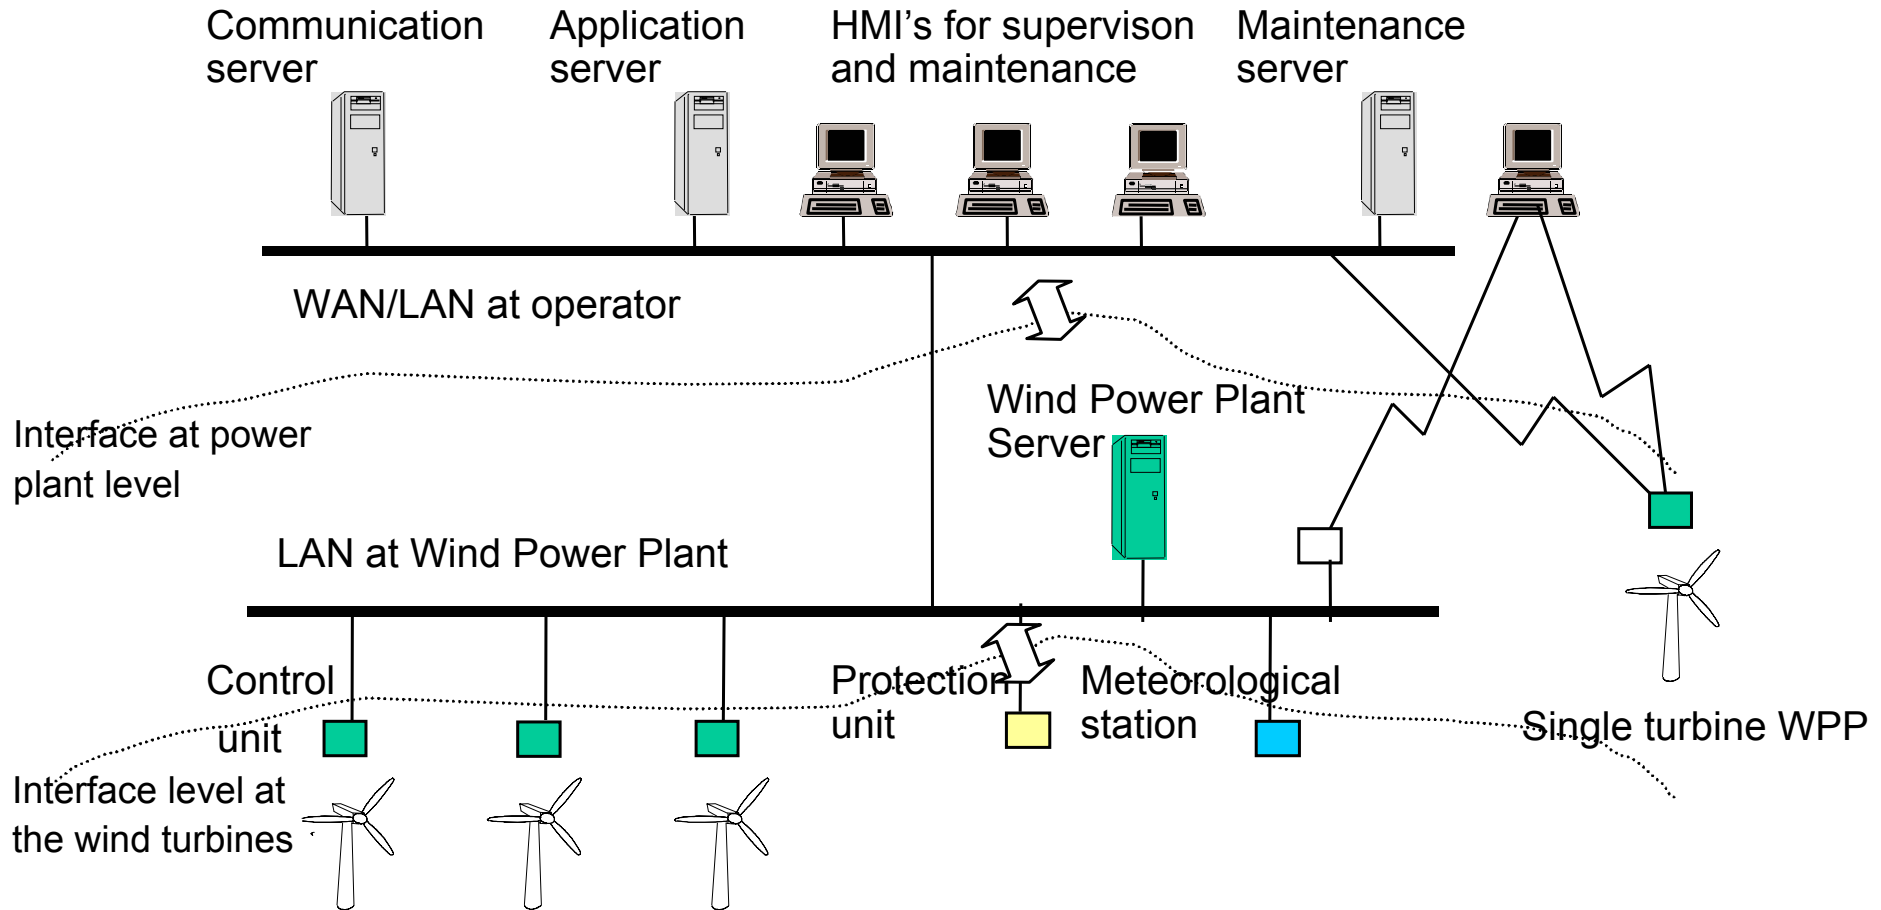 Communication
server
Application
server
HMI's for supervison
and maintenance
Maintenance
server
WAN/LAN at operator
Wind Power Plant
Server
Interface at power
plant level
LAN at Wind Power Plant
Control
unit
Protection
unit
Meteorological
station
Single turbine WPP
Interface level at
the wind turbines